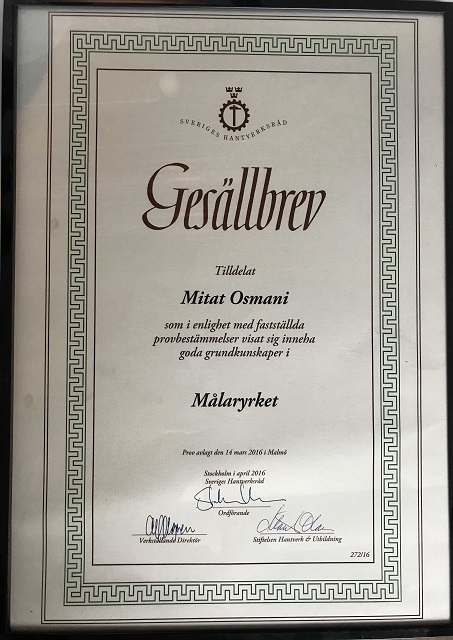 SVERIGES HANTVERKSRÅD
Gesällbrev
Tilldelat
Mitat Osmani
som i enlighet med fastställda
provbestämmelser visat sig inneha
goda grundkunskaper i
Målaryrket
Prov avlagt den 14 mars 2016 i Malmö
Stockholm i april 2016
Sveriges Hantverksråd
Ordförande
Verkställande Direktör
Stiftelsen Hantverk & Utbildning
272/16